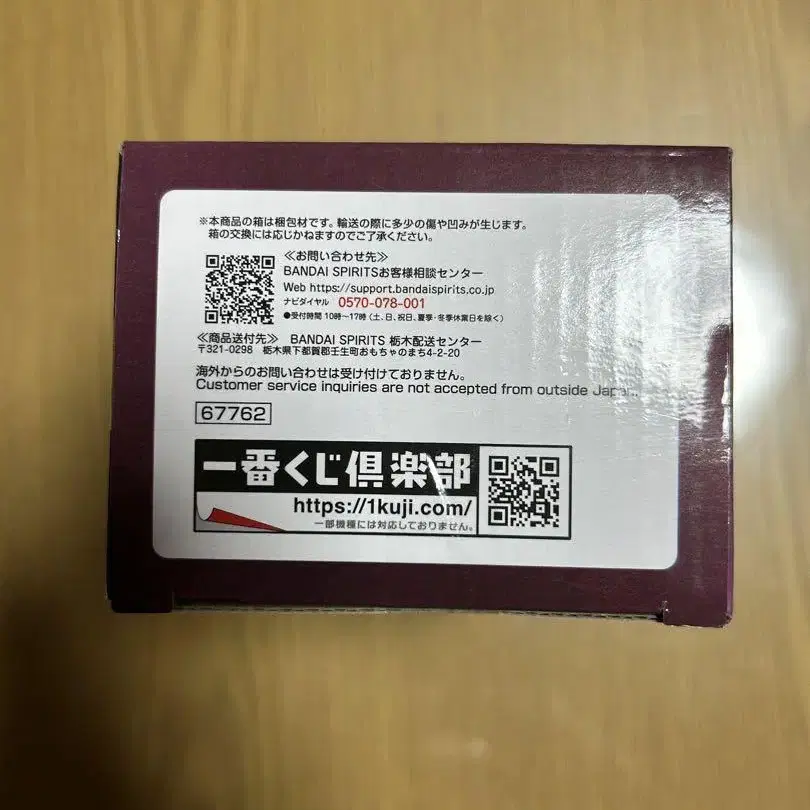 ※本商品の箱は梱包材です。輸送の際に多少の傷や凹みが生じます。
箱の交換には応じかねますのでご了承ください。
≪お問い合わせ先≫
BANDAI SPIRITSお客様相談センター
Web https://support.bandaispirits.co.jp
ナビダイヤル 0570-078-001
●受付時間 10時～17時(土、日、祝日、夏季・冬季休業日を除く)
≪商品送付先≫ BANDAI SPIRITS 栃木配送センター
〒321-0298 栃木県下都賀郡壬生町おもちゃのまち4-2-20
海外からのお問い合わせは受け付けておりません。
Customer service inquiries are not accepted from outside
67762
一番くじ倶楽部
https://1kuji.com/
一部機種には対応しておりません。